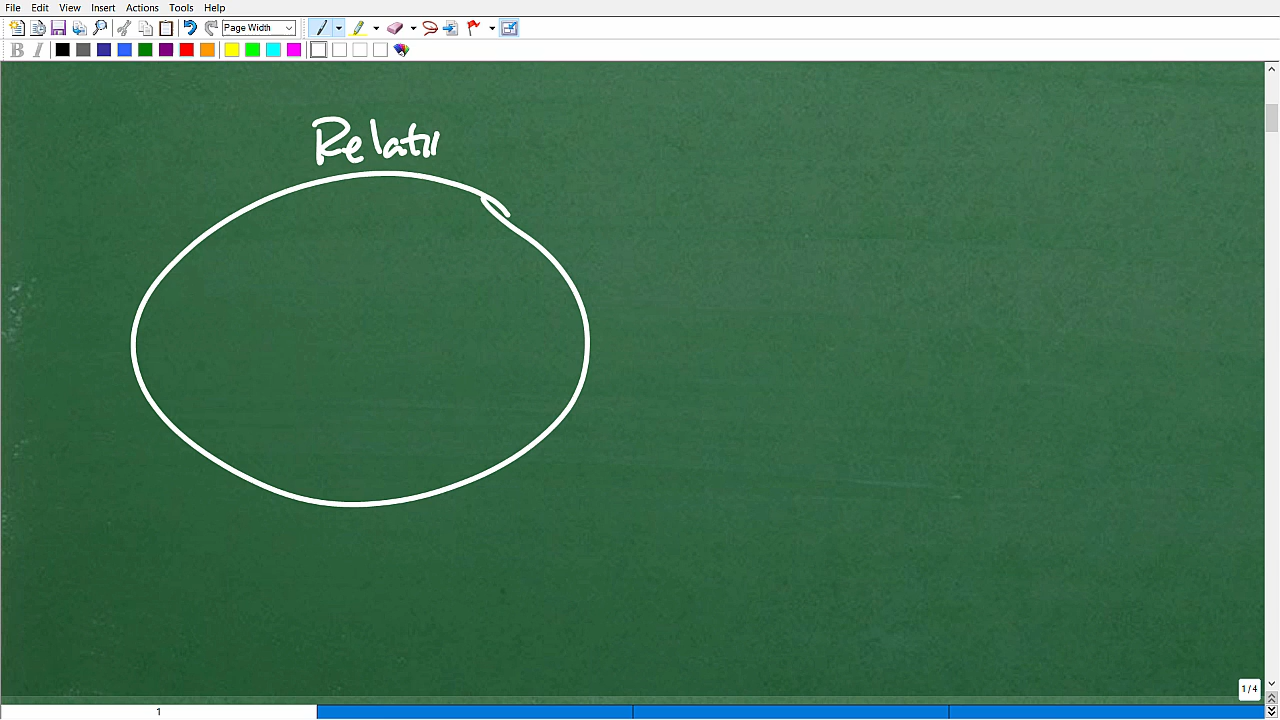 File Edit View Insert Actions Tools Help
Page Width
B I
Relati
1/4
1